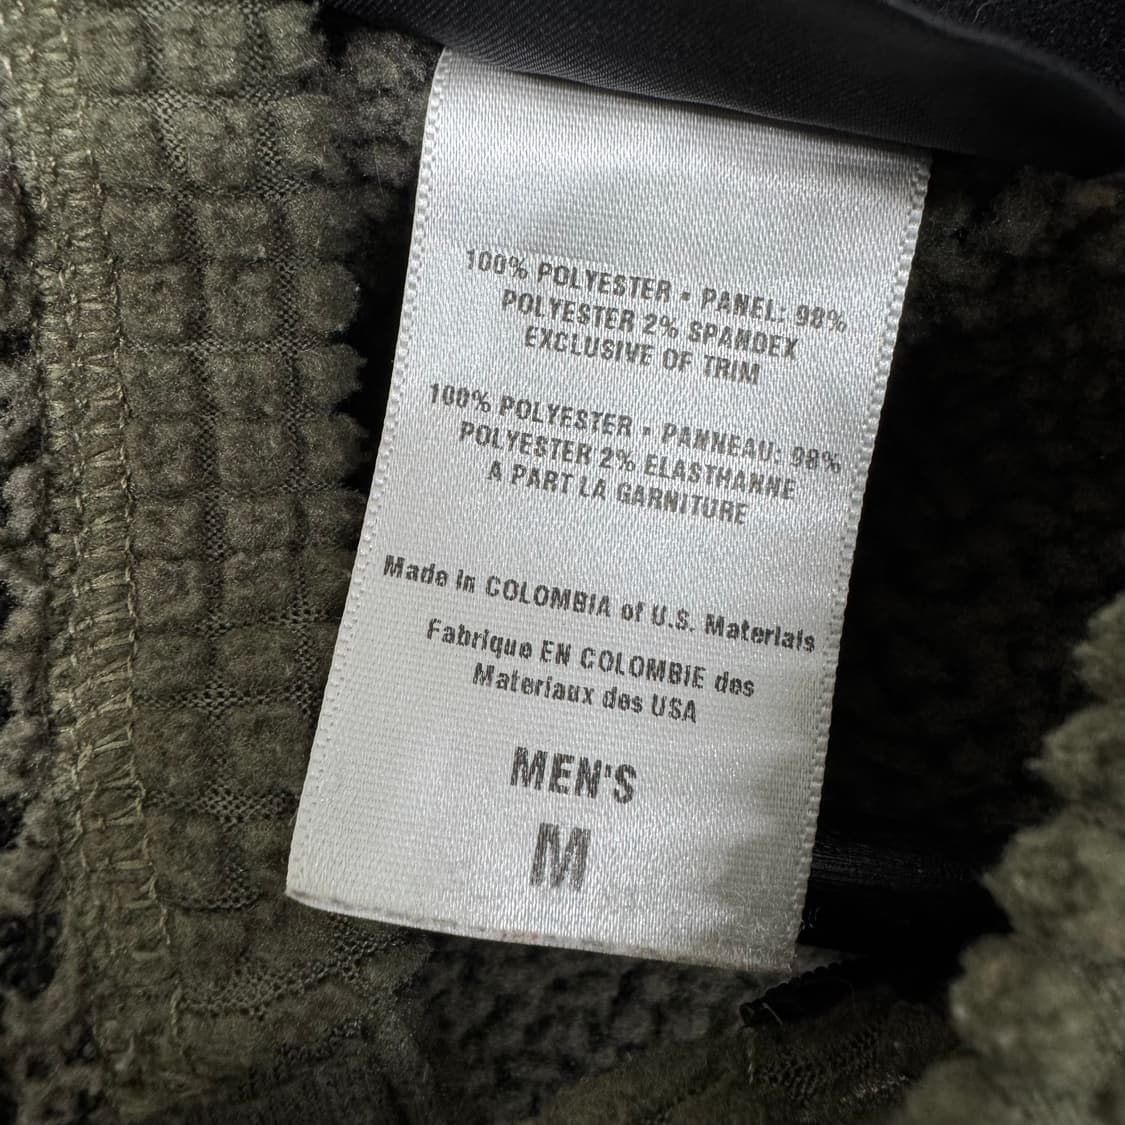 100% POLYESTER • PANEL: 98%
POLYESTER 2% SPANDEX
EXCLUSIVE OF TRIM
100% POLYESTER • PANNEAU: 98%
POLYESTER 2% ELASTHANNE
A PART LA GARNITURE
Made in COLOMBIA of U.S. Materials
Fabrique EN COLOMBIE des
Materiaux des USA
MEN'S
M